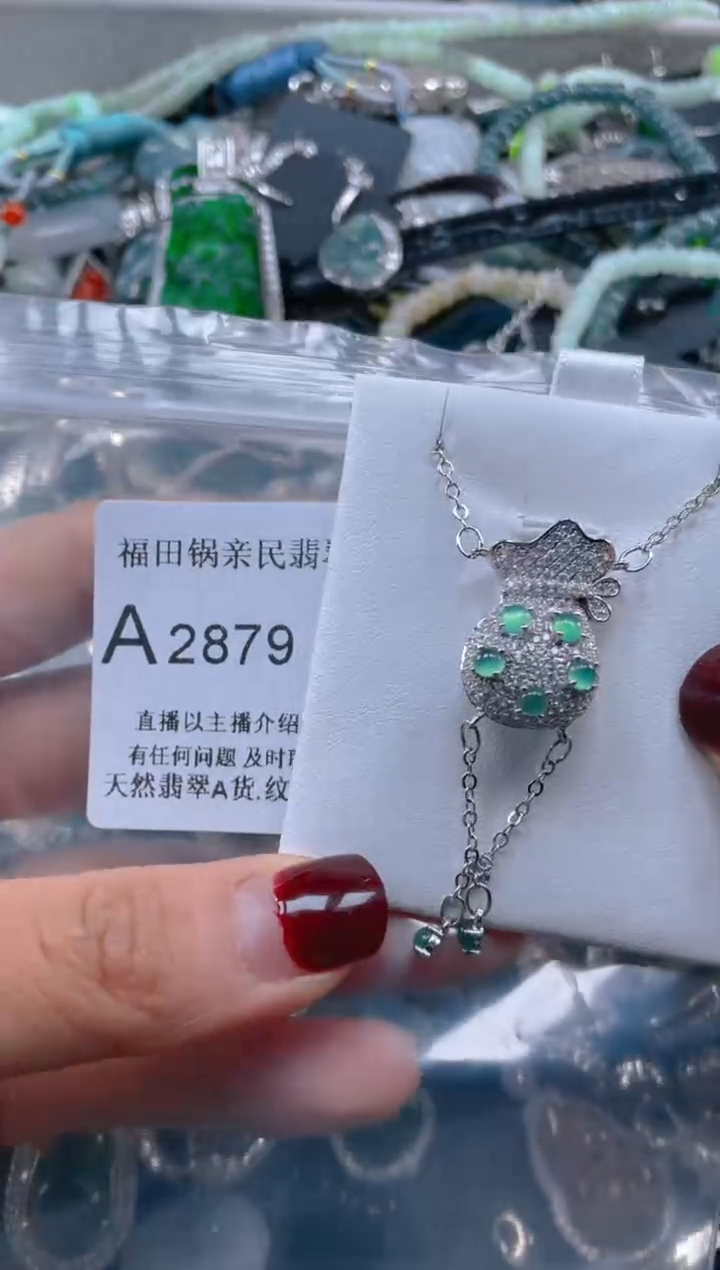 福田锅亲民翡
A 2879
直播以主播介绍
有任何问题 及时
天然翡翠A货.纹